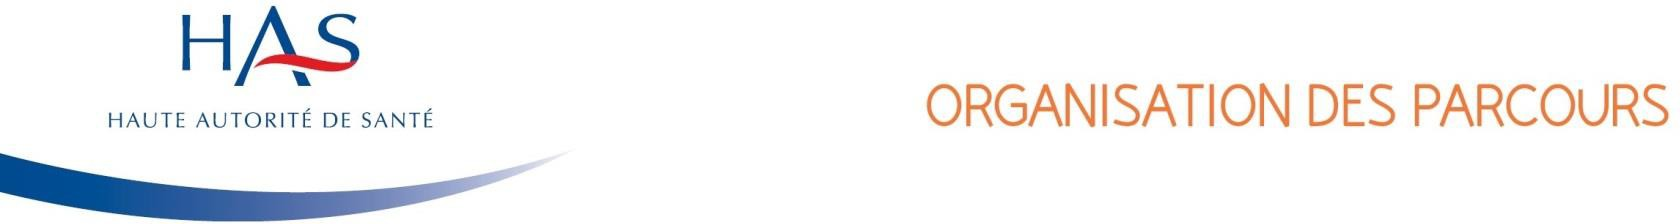 HAS
HAUTE AUTORITÉ DE SANTÉ
ORGANISATION DES PARCOURS